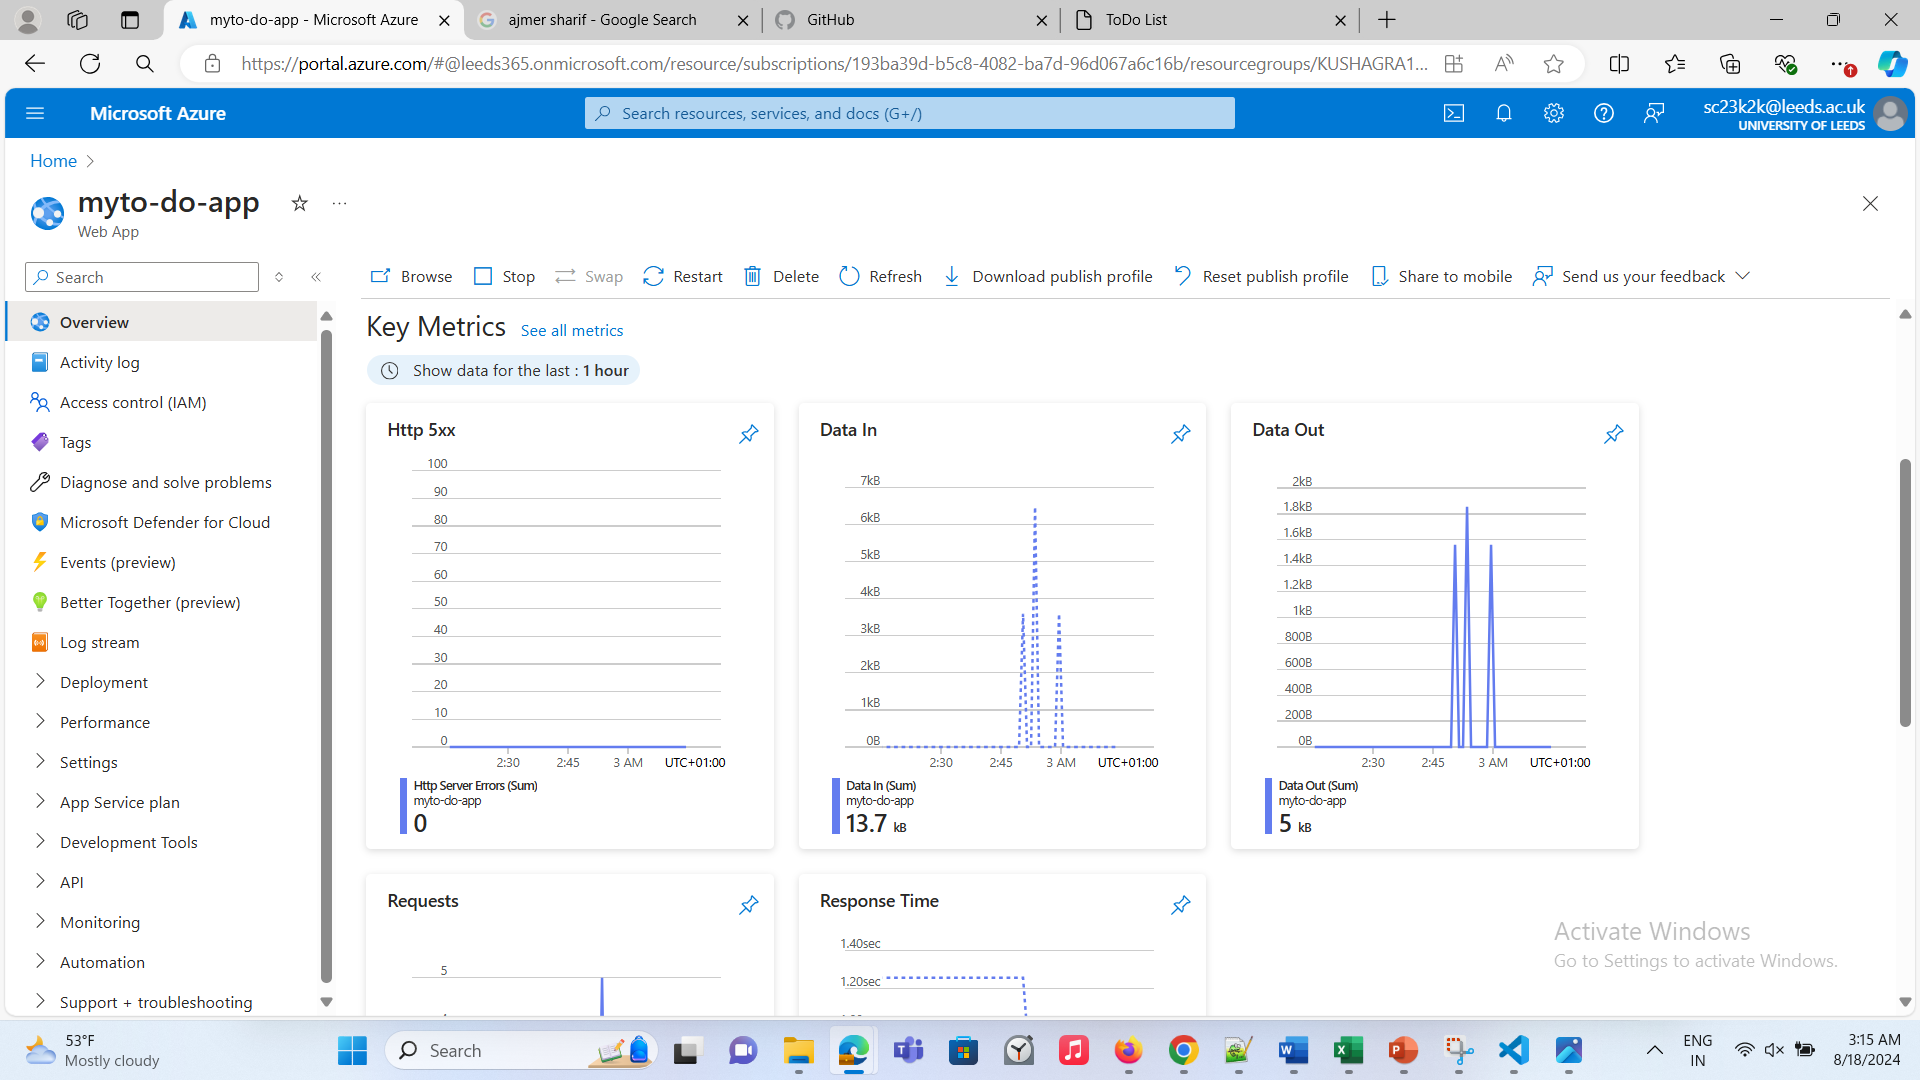 myto-do-app - Microsoft Azure
ajmer sharif - Google Search
GitHub
ToDo List
https://portal.azure.com/#@leeds365.onmicrosoft.com/resource/subscriptions/193ba39d-b5c8-4082-ba7d-96d067a6c16b/resourcegroups/KUSHAGRA1...
Microsoft Azure
Search resources, services, and docs (G+/)
sc23k2k@leeds.ac.uk
UNIVERSITY OF LEEDS
Home
myto-do-app
Web App
Search
Browse
Stop
Swap
Restart
Delete
Refresh
Download publish profile
Reset publish profile
Share to mobile
Send us your feedback
Overview
Activity log
Access control (IAM)
Tags
Diagnose and solve problems
Microsoft Defender for Cloud
Events (preview)
Better Together (preview)
Log stream
Deployment
Performance
Settings
App Service plan
Development Tools
API
Monitoring
Automation
Support + troubleshooting
Key Metrics
See all metrics
Show data for the last : 1 hour
Http 5xx
100
90
80
70
60
50
40
30
20
10
0
2:30
2:45
3 AM
UTC+01:00
Http Server Errors (Sum)
myto-do-app
0
Data In
7kB
6kB
5kB
4kB
3kB
2kB
1kB
0B
2:30
2:45
3 AM
UTC+01:00
Data In (Sum)
myto-do-app
13.7 kB
Data Out
2kB
1.8kB
1.6kB
1.4kB
1.2kB
1kB
800B
600B
400B
200B
0B
2:30
2:45
3 AM
UTC+01:00
Data Out (Sum)
myto-do-app
5 kB
Requests
5
Response Time
1.40sec
1.20sec
Activate Windows
Go to Settings to activate Windows.
53°F
Mostly cloudy
Search
ENG
IN
3:15 AM
8/18/2024